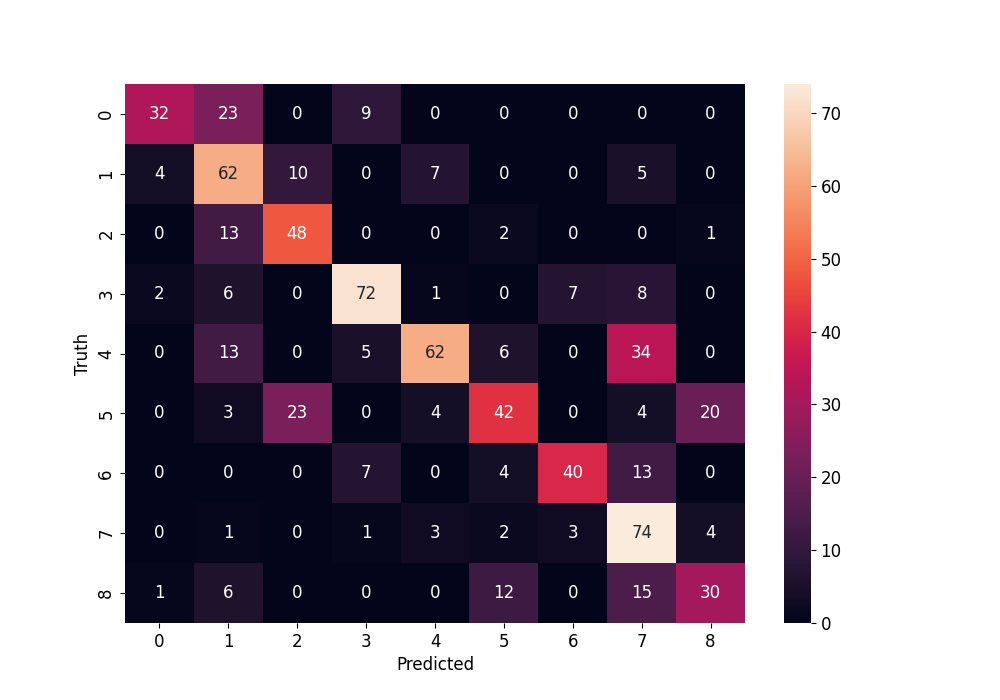 0 32 23 0 9 0 0 0 0 0
1 4 62 10 0 7 0 0 5 0
2 0 13 48 0 0 2 0 0 1
3 2 6 0 72 1 0 7 8 0
4 0 13 0 5 62 6 0 34 0
5 0 3 23 0 4 42 0 4 20
6 0 0 0 7 0 4 40 13 0
7 0 1 0 1 3 2 3 74 4
8 1 6 0 0 0 12 0 15 30
0 1 2 3 4 5 6 7 8
Predicted
Truth
70
60
50
40
30
20
10
0